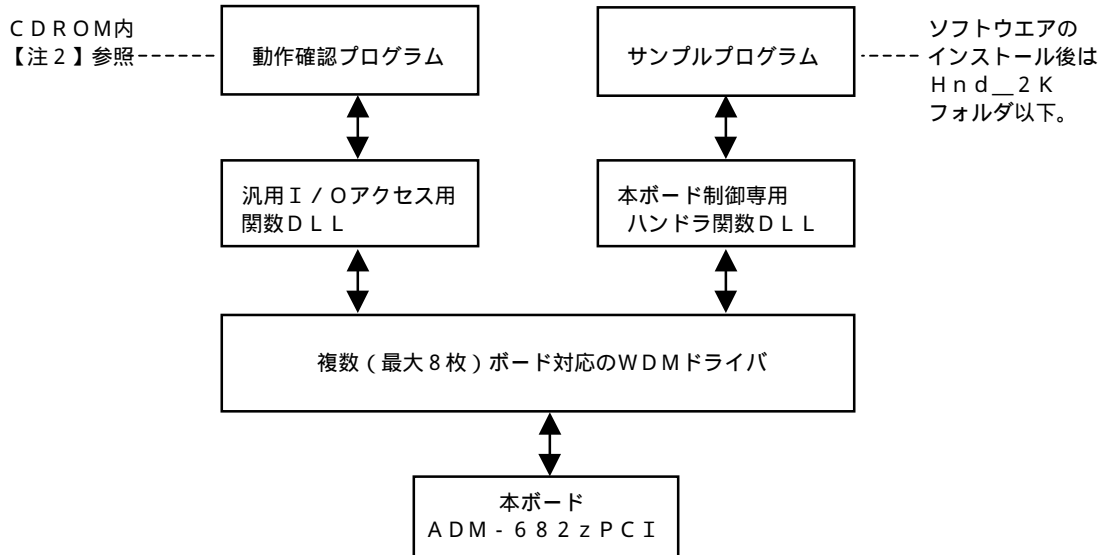 ＣＤＲＯＭ内
【注２】参照
動作確認プログラム
サンプルプログラム
ソフトウエアの
インストール後は
Ｈｎｄ＿２Ｋ
フォルダ以下。
汎用Ｉ／Ｏアクセス用
関数ＤＬＬ
本ボード制御専用
ハンドラ関数ＤＬＬ
複数（最大８枚）ボード対応のＷＤＭドライバ
本ボード
ＡＤＭ－６８２ｚＰＣＩ